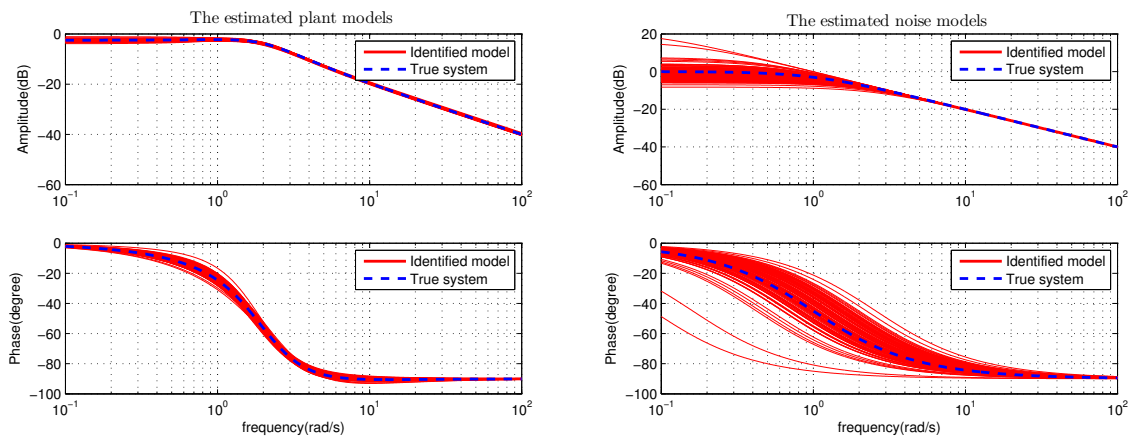 The estimated plant models
Amplitude(dB)
0
−20
−40
−60
Identified model
True system
10^-1
10^0
10^1
10^2
Phase(degree)
0
−20
−40
−60
−80
−100
Identified model
True system
10^-1
10^0
10^1
10^2
frequency(rad/s)
The estimated noise models
Amplitude(dB)
20
0
−20
−40
−60
Identified model
True system
10^-1
10^0
10^1
10^2
Phase(degree)
0
−20
−40
−60
−80
−100
Identified model
True system
10^-1
10^0
10^1
10^2
frequency(rad/s)